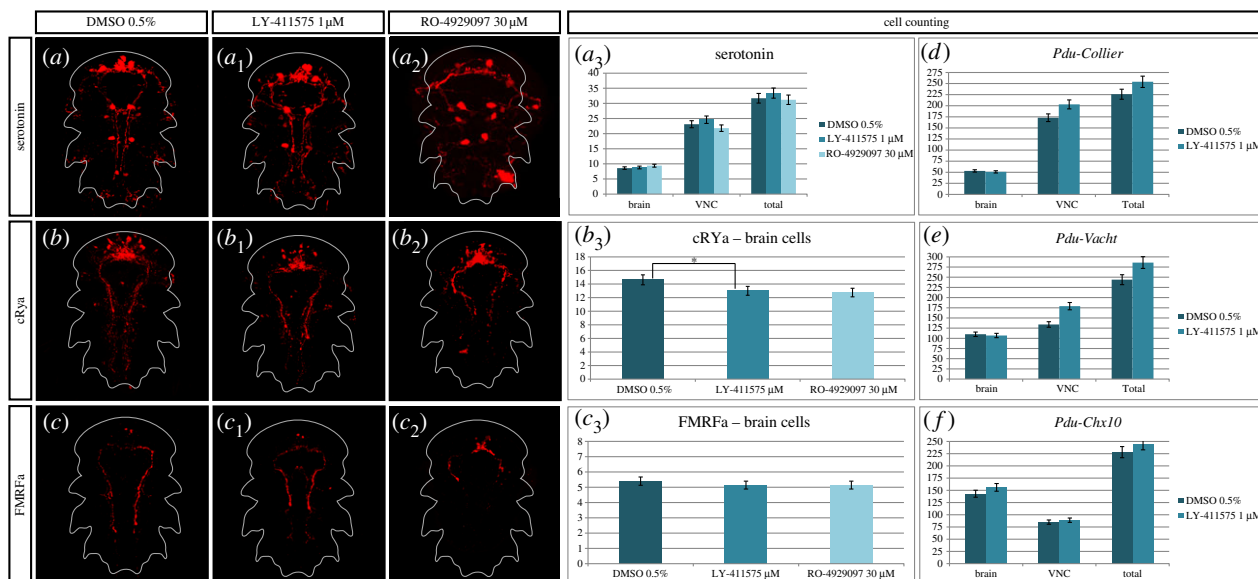 DMSO 0.5%
LY-411575 1 µM
RO-4929097 30 µM
cell counting
serotonin
(a)
(a1)
(a2)
(a3)
serotonin
40
35
30
25
20
15
10
5
0
brain
VNC
total
DMSO 0.5%
LY-411575 1 µM
RO-4929097 30 µM
(d)
Pdu-Collier
275
250
225
200
175
150
125
100
75
50
25
0
brain
VNC
Total
DMSO 0.5%
LY-411575 1 µM
cRya
(b)
(b1)
(b2)
(b3)
cRYa – brain cells
18
16
14
12
10
8
6
4
2
0
*
DMSO 0.5%
LY-411575 µM
RO-4929097 30 µM
(e)
Pdu-Vacht
300
275
250
225
200
175
150
125
100
75
50
25
0
brain
VNC
Total
DMSO 0.5%
LY-411575 1 µM
FMRFa
(c)
(c1)
(c2)
(c3)
FMRFa – brain cells
8
7
6
5
4
3
2
1
0
DMSO 0.5%
LY-411575 µM
RO-4929097 30 µM
(f)
Pdu-Chx10
250
225
200
175
150
125
100
75
50
25
0
brain
VNC
total
DMSO 0.5%
LY-411575 1 µM